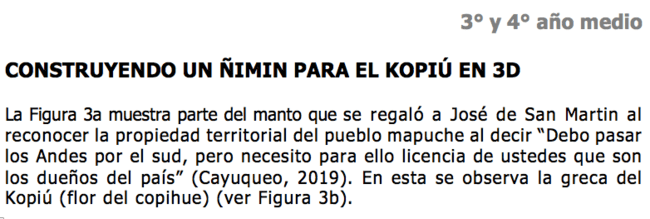 3° y 4° año medio
CONSTRUYENDO UN ÑIMIN PARA EL KOPIÚ EN 3D
La Figura 3a muestra parte del manto que se regaló a José de San Martin al
reconocer la propiedad territorial del pueblo mapuche al decir “Debo pasar
los Andes por el sud, pero necesito para ello licencia de ustedes que son
los dueños del país” (Cayuqueo, 2019). En esta se observa la greca del
Kopiú (flor del copihue) (ver Figura 3b).